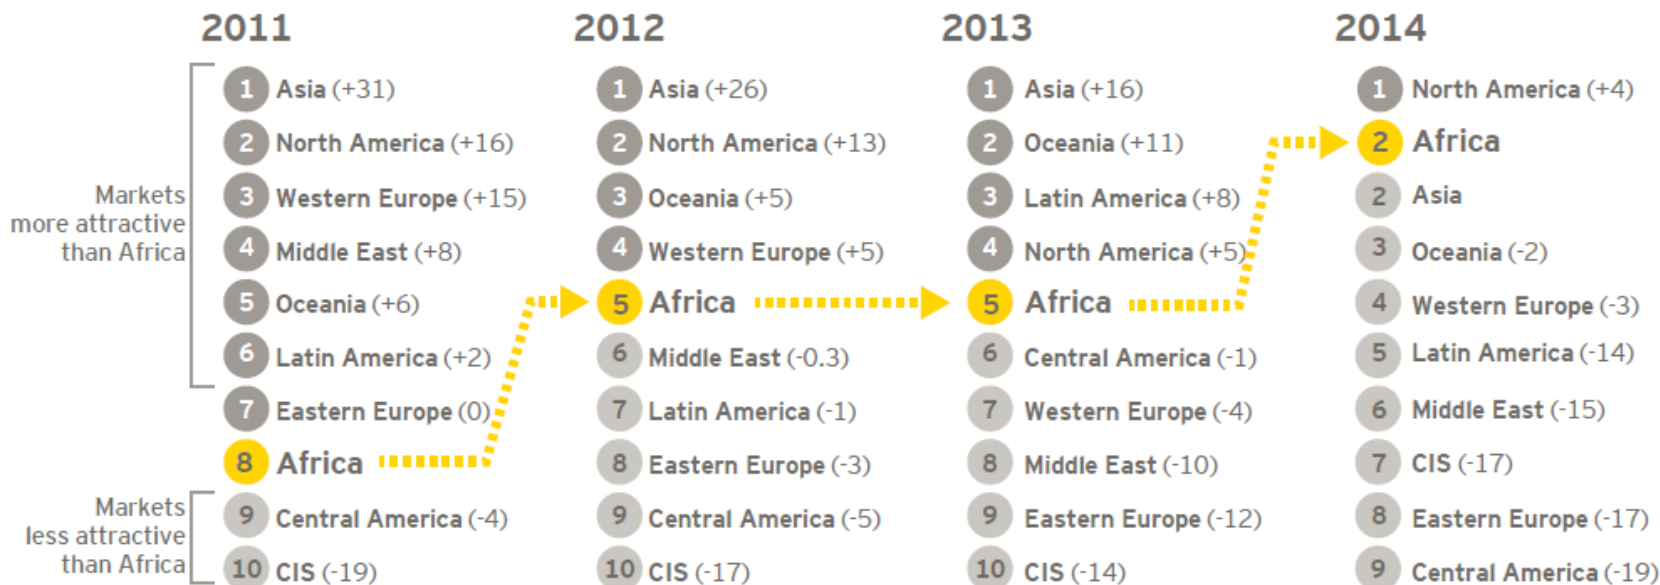 2011
2012
2013
2014
Markets
more attractive
than Africa
Markets
less attractive
than Africa
1 Asia (+31)
2 North America (+16)
3 Western Europe (+15)
4 Middle East (+8)
5 Oceania (+6)
6 Latin America (+2)
7 Eastern Europe (0)
8 Africa
9 Central America (-4)
10 CIS (-19)
1 Asia (+26)
2 North America (+13)
3 Oceania (+5)
4 Western Europe (+5)
5 Africa
6 Middle East (-0.3)
7 Latin America (-1)
8 Eastern Europe (-3)
9 Central America (-5)
10 CIS (-17)
1 Asia (+16)
2 Oceania (+11)
3 Latin America (+8)
4 North America (+5)
5 Africa
6 Central America (-1)
7 Western Europe (-4)
8 Middle East (-10)
9 Eastern Europe (-12)
10 CIS (-14)
1 North America (+4)
2 Africa
2 Asia
3 Oceania (-2)
4 Western Europe (-3)
5 Latin America (-14)
6 Middle East (-15)
7 CIS (-17)
8 Eastern Europe (-17)
9 Central America (-19)